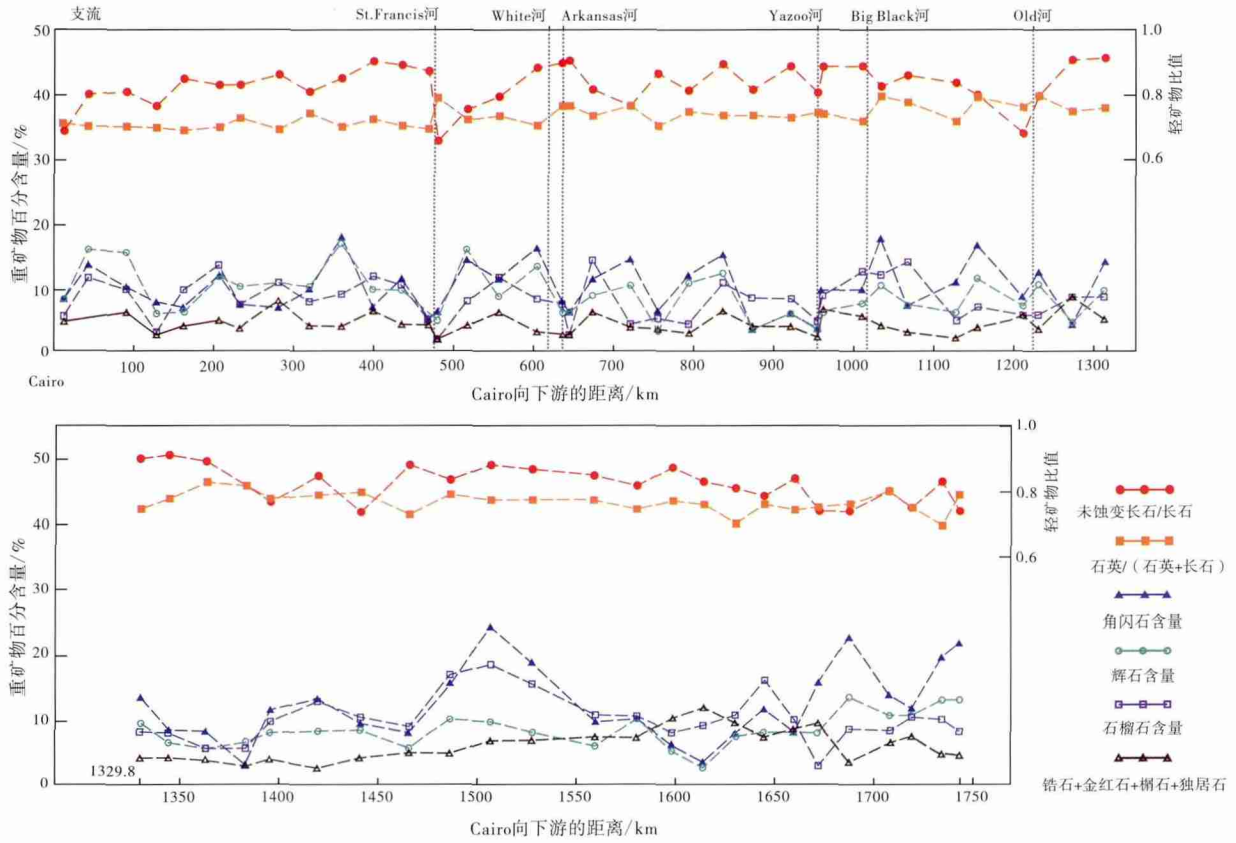 支流
St.Francis河
White河
Arkansas河
Yazoo河
Big Black河
Old河
50
40
30
20
10
0
重矿物百分含量/%
1.0
0.8
0.6
轻矿物比值
Cairo
100
200
300
400
500
600
700
800
900
1000
1100
1200
1300
Cairo向下游的距离/km
50
40
30
20
10
0
重矿物百分含量/%
1.0
0.8
0.6
轻矿物比值
1329.8
1350
1400
1450
1500
1550
1600
1650
1700
1750
Cairo向下游的距离/km
未蚀变长石/长石
石英/（石英+长石）
角闪石含量
辉石含量
石榴石含量
锆石+金红石+榍石+独居石